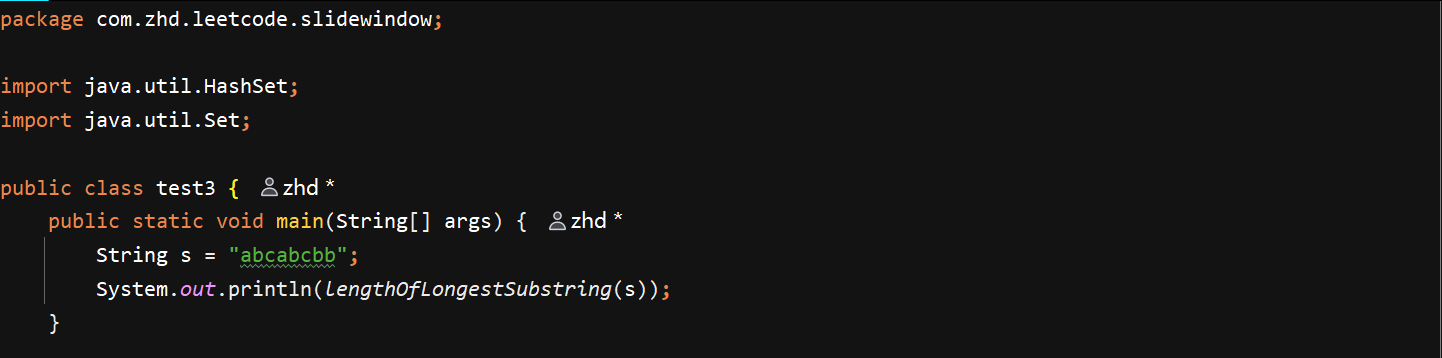 package com.zhd.leetcode.slidewindow;
import java.util.HashSet;
import java.util.Set;
public class test3 { zhd *
public static void main(String[] args) { zhd *
String s = "abcabcbb";
System.out.println(lengthOfLongestSubstring(s));
}